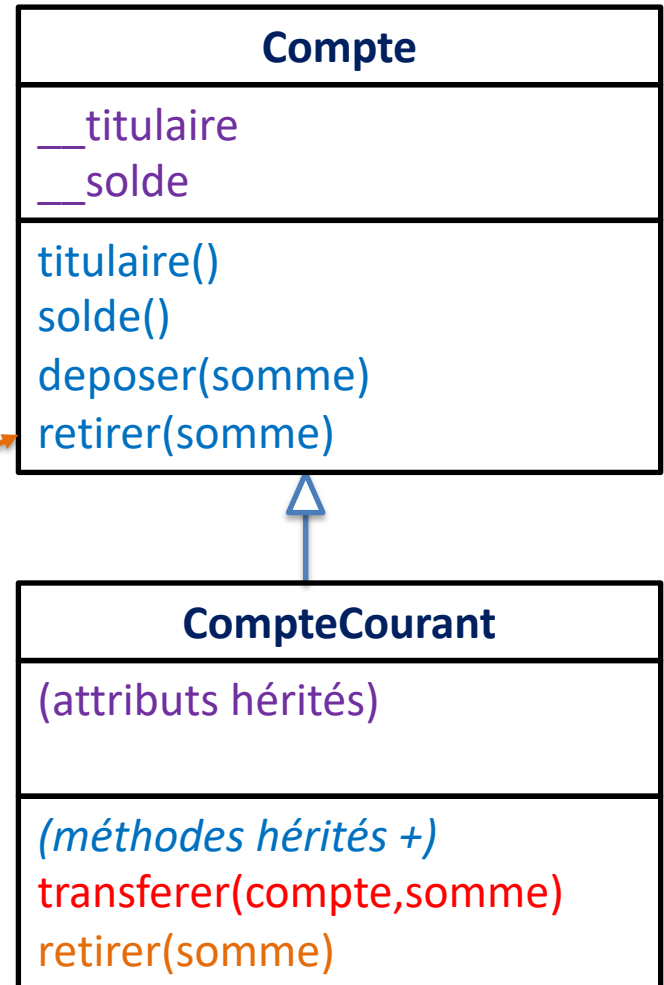 Compte
__titulaire
__solde
titulaire()
solde()
deposer(somme)
retirer(somme)
CompteCourant
(attributs hérités)
(méthodes hérités +)
transferer(compte,somme)
retirer(somme)